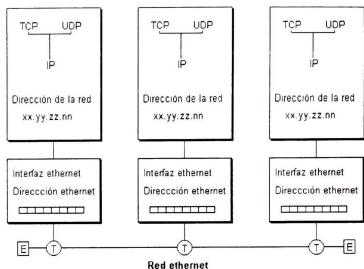 TCP UDP TCP UDP TCP UDP
IP IP IP
Dirección de la red Dirección de la red Dirección de la red
xx.yy.zz.nn xx.yy.zz.nn xx.yy.zz.nn
Interfaz ethernet Interfaz ethernet Interfaz ethernet
Direccción ethernet Direccción ethernet Direccción ethernet
E T T T E
Red ethernet